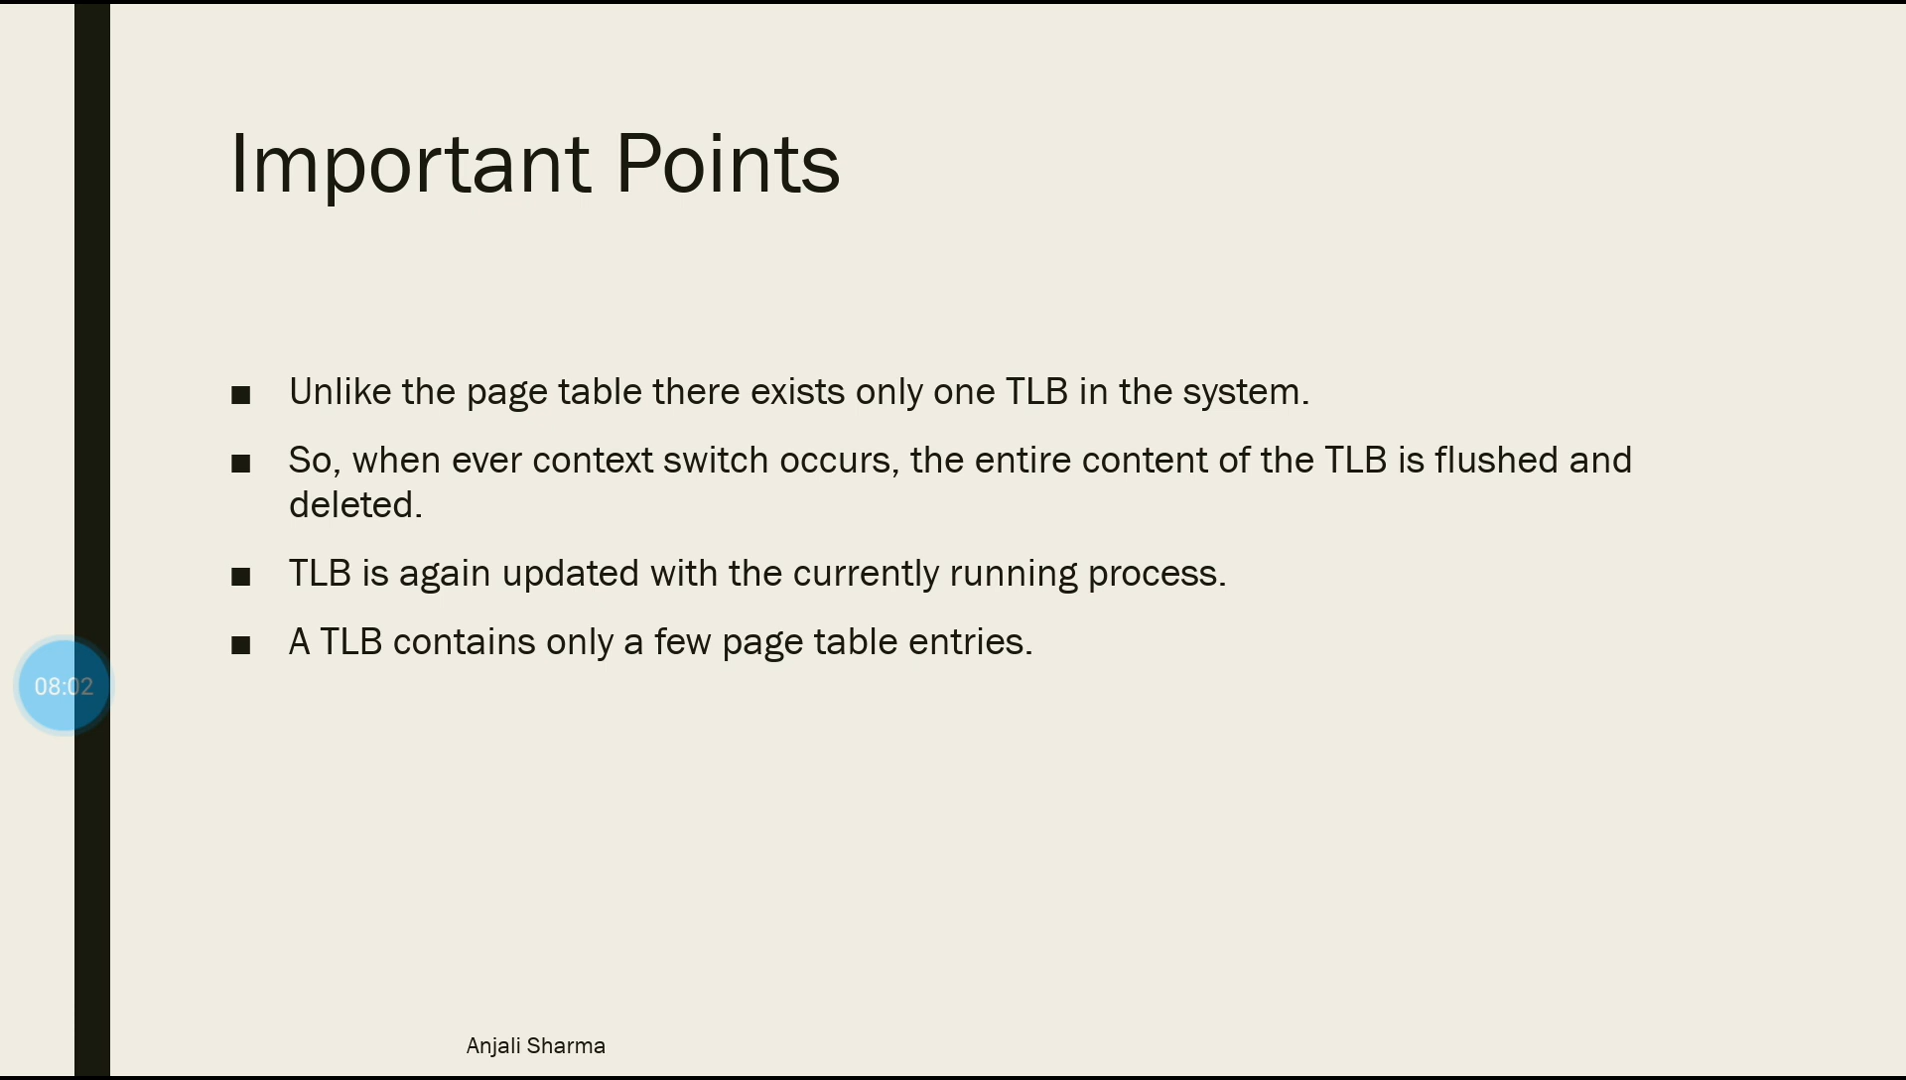 Important Points
■ Unlike the page table there exists only one TLB in the system.
■ So, when ever context switch occurs, the entire content of the TLB is flushed and
deleted.
■ TLB is again updated with the currently running process.
■ A TLB contains only a few page table entries.
08:02
Anjali Sharma